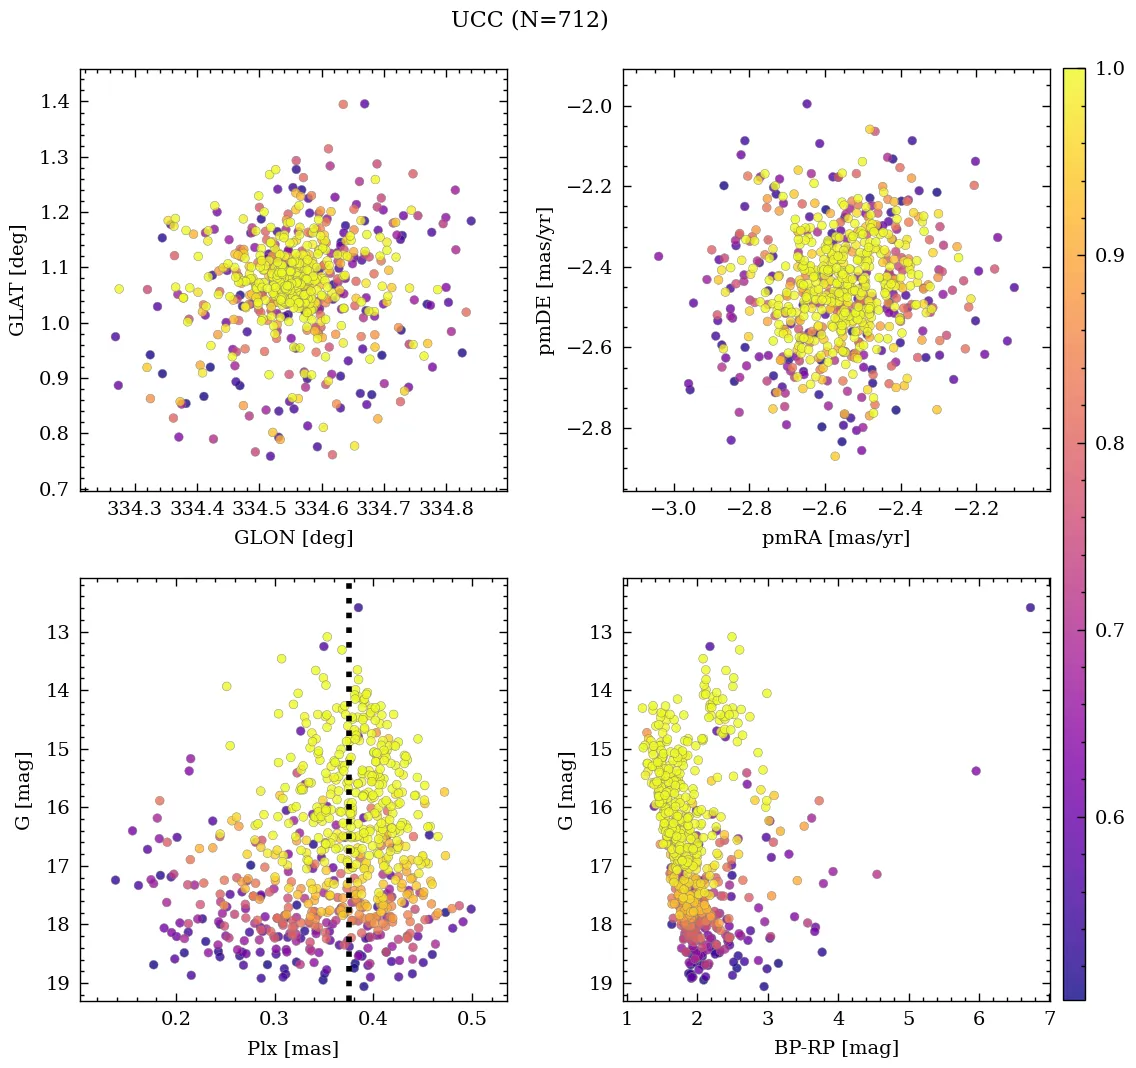 UCC (N=712)
1.4
1.3
1.2
1.1
1.0
0.9
0.8
0.7
GLAT [deg]
334.3 334.4 334.5 334.6 334.7 334.8
GLON [deg]
−2.0
−2.2
−2.4
−2.6
−2.8
pmDE [mas/yr]
−3.0 −2.8 −2.6 −2.4 −2.2
pmRA [mas/yr]
1.0
0.9
0.8
0.7
0.6
13
14
15
16
17
18
19
G [mag]
0.2 0.3 0.4 0.5
Plx [mas]
13
14
15
16
17
18
19
G [mag]
1 2 3 4 5 6 7
BP-RP [mag]